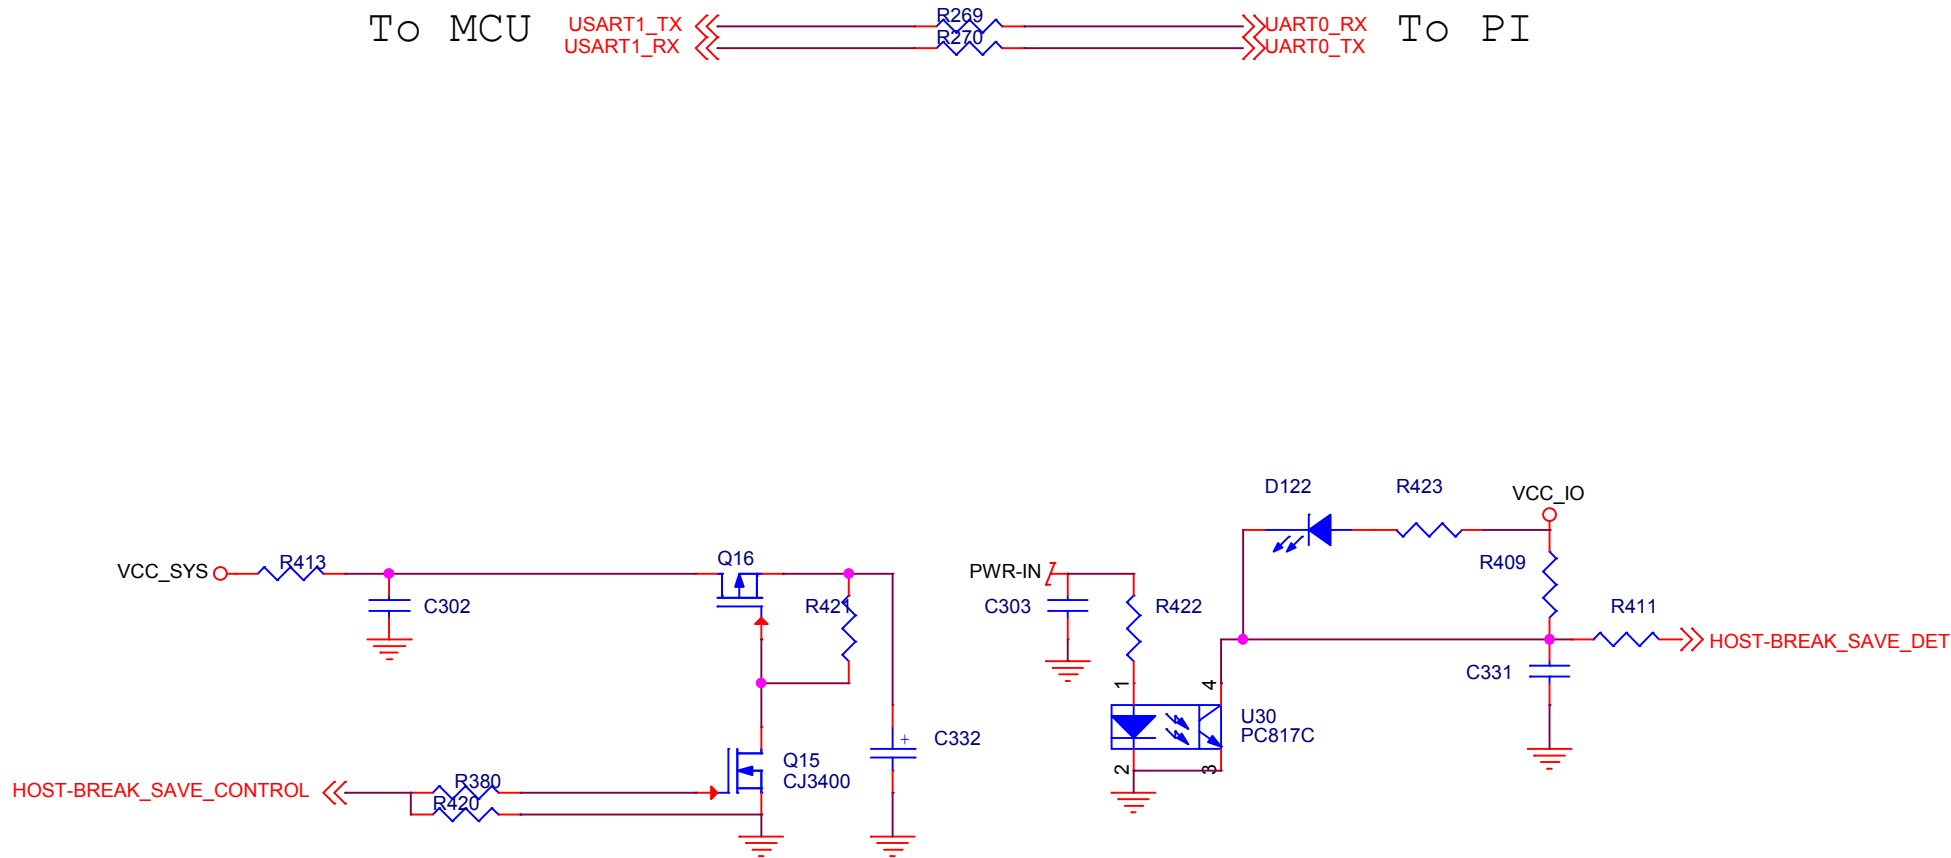 To MCU
USART1_TX
R269
UART0_RX
To PI
USART1_RX
R270
UART0_TX
D122
R423
VCC_IO
VCC_SYS
R413
Q16
PWR-IN
R409
C302
R421
C303
R422
R411
HOST-BREAK_SAVE_DET
C331
1
4
U30
PC817C
C332
+
2
3
Q15
CJ3400
HOST-BREAK_SAVE_CONTROL
R380
R420